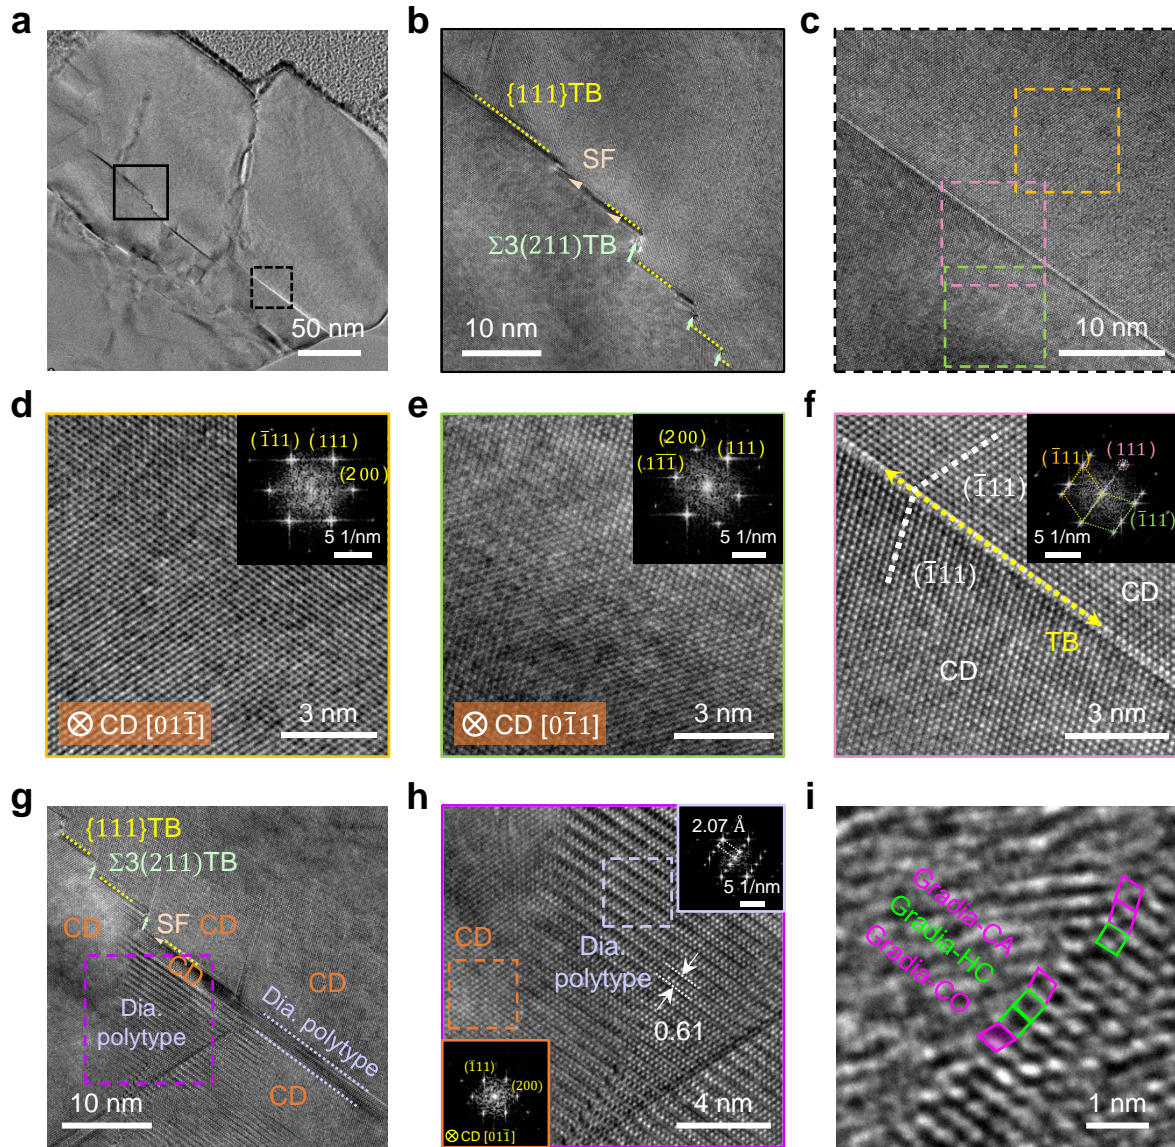 a
50 nm
b
{111}TB
SF
Σ3(211)TB
10 nm
c
10 nm
d
(1̅11)
(111)
(200)
5 1/nm
⊗ CD [011̅]
3 nm
e
(200)
(111)
(11̅1̅)
5 1/nm
⊗ CD [01̅1]
3 nm
f
(1̅11)
(111)
(1̅11)
5 1/nm
(1̅11)
(1̅11)
CD
TB
CD
3 nm
g
{111}TB
Σ3(211)TB
CD
SF
CD
CD
CD
Dia.
polytype
Dia. polytype
CD
10 nm
h
2.07 Å
5 1/nm
CD
Dia.
polytype
0.61
(1̅11)
(200)
⊗ CD [011̅]
4 nm
i
Gradia-CA
Gradia-HC
Gradia-CO
1 nm